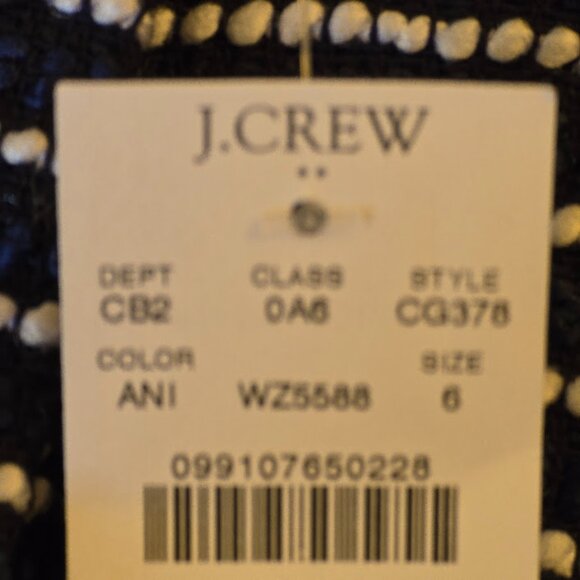 J.CREW
DEPT CLASS STYLE
CB2 0A6 CG378
COLOR SIZE
ANI WZ5588 6
099107650228